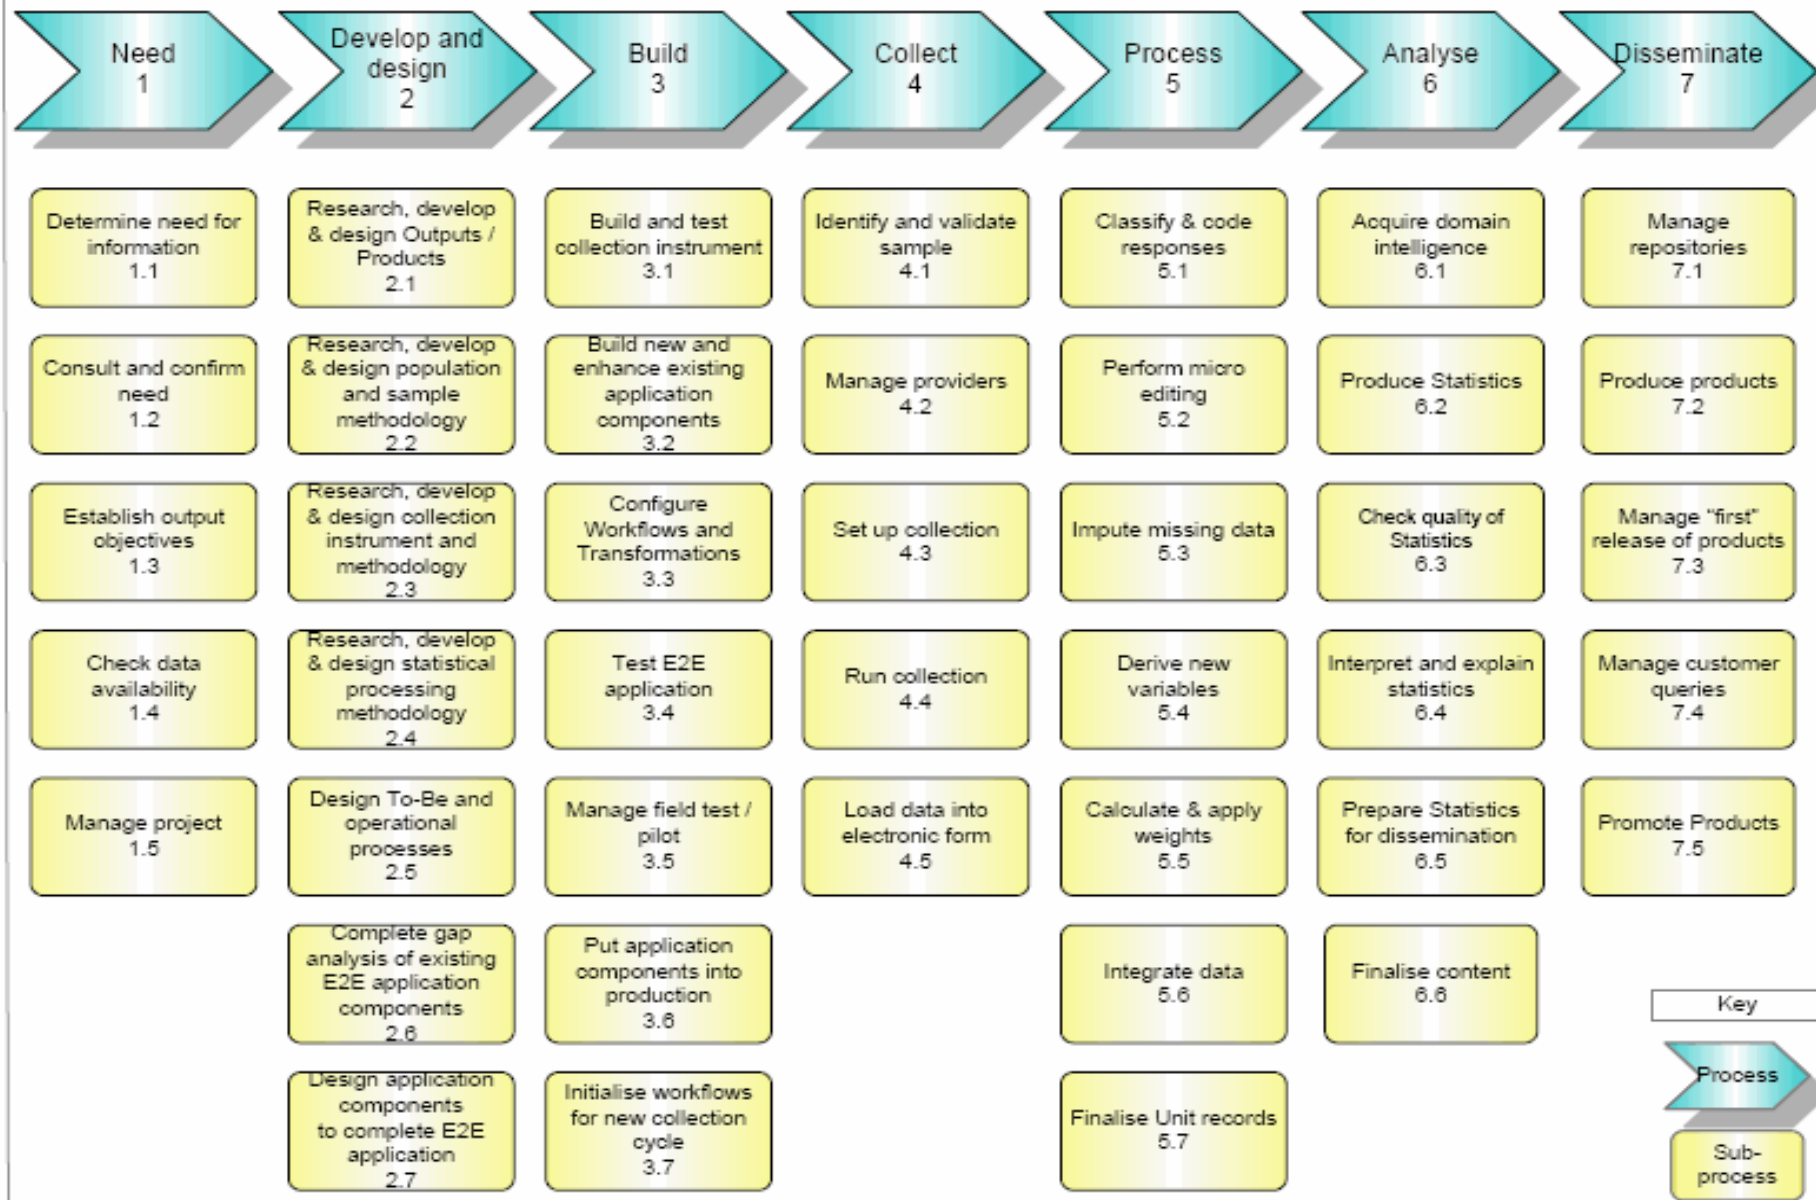 Need
1
Develop and
design
2
Build
3
Collect
4
Process
5
Analyse
6
Disseminate
7
Determine need for
information
1.1
Consult and confirm
need
1.2
Establish output
objectives
1.3
Check data
availability
1.4
Manage project
1.5
Research, develop
& design Outputs /
Products
2.1
Research, develop
& design population
and sample
methodology
2.2
Research, develop
& design collection
instrument and
methodology
2.3
Research, develop
& design statistical
processing
methodology
2.4
Design To-Be and
operational
processes
2.5
Complete gap
analysis of existing
E2E application
components
2.6
Design application
components
to complete E2E
application
2.7
Build and test
collection instrument
3.1
Build new and
enhance existing
application
components
3.2
Configure
Workflows and
Transformations
3.3
Test E2E
application
3.4
Manage field test /
pilot
3.5
Put application
components into
production
3.6
Initialise workflows
for new collection
cycle
3.7
Identify and validate
sample
4.1
Manage providers
4.2
Set up collection
4.3
Run collection
4.4
Load data into
electronic form
4.5
Classify & code
responses
5.1
Perform micro
editing
5.2
Impute missing data
5.3
Derive new
variables
5.4
Calculate & apply
weights
5.5
Integrate data
5.6
Finalise Unit records
5.7
Acquire domain
intelligence
6.1
Produce Statistics
6.2
Check quality of
Statistics
6.3
Interpret and explain
statistics
6.4
Prepare Statistics
for dissemination
6.5
Finalise content
6.6
Manage
repositories
7.1
Produce products
7.2
Manage “first”
release of products
7.3
Manage customer
queries
7.4
Promote Products
7.5
Key
Process
Sub-
process